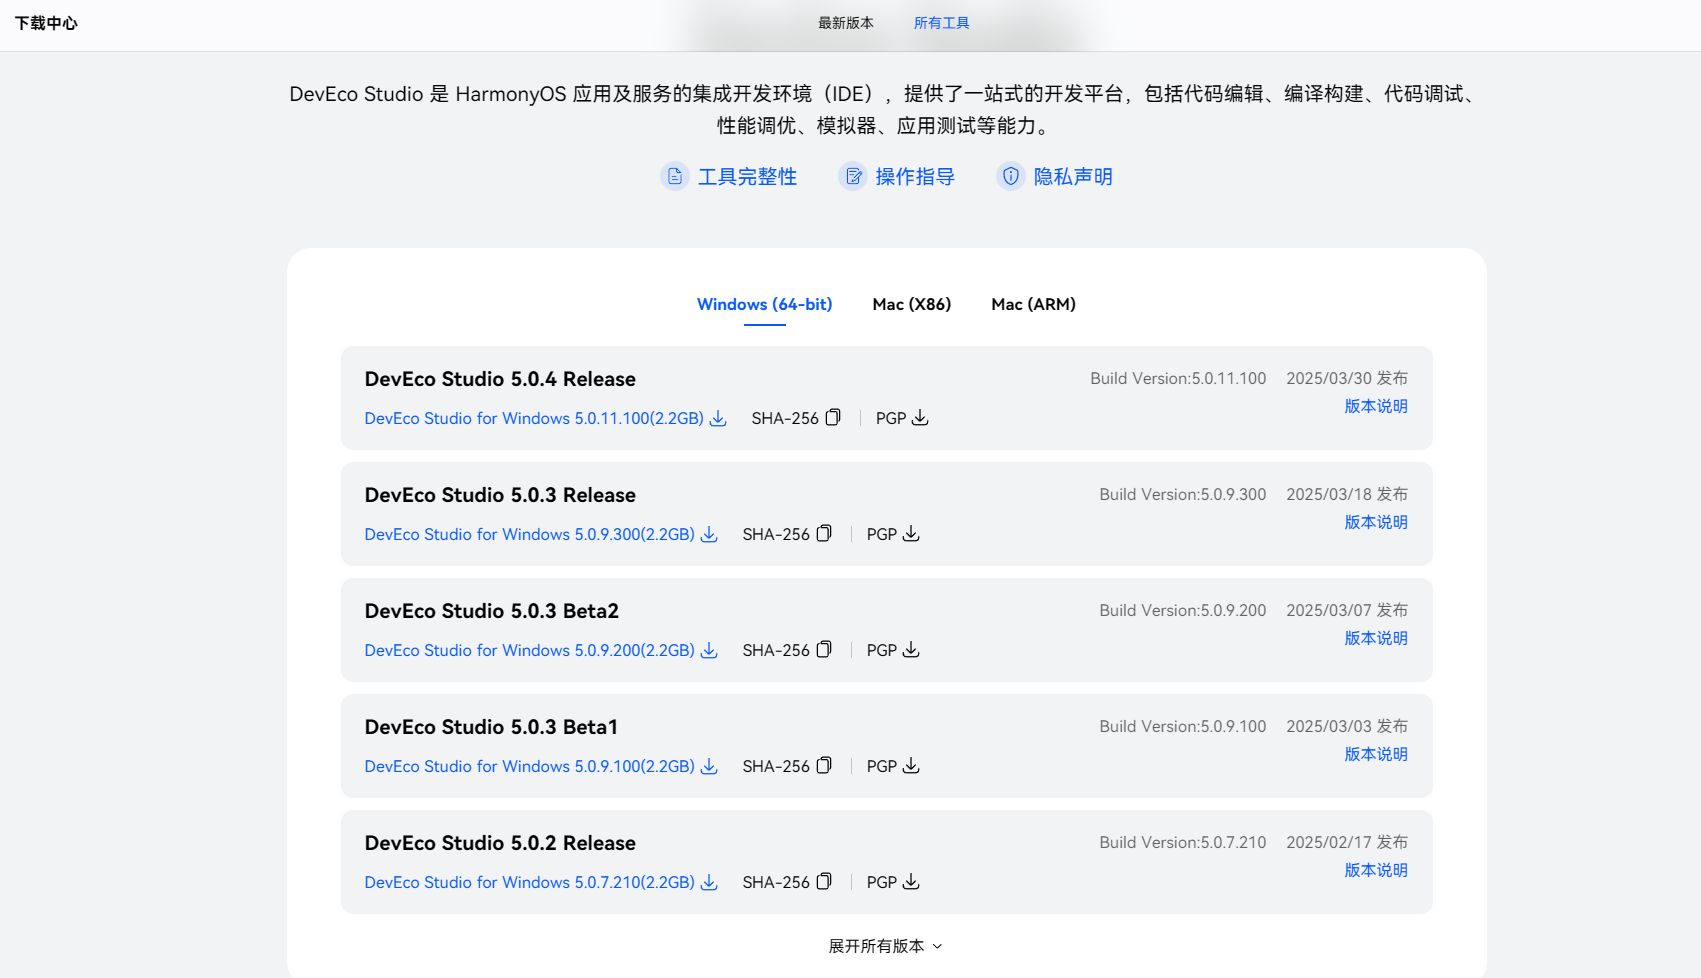 下载中心
最新版本 所有工具
DevEco Studio 是 HarmonyOS 应用及服务的集成开发环境（IDE），提供了一站式的开发平台，包括代码编辑、编译构建、代码调试、
性能调优、模拟器、应用测试等能力。
工具完整性 操作指导 隐私声明
Windows (64-bit) Mac (X86) Mac (ARM)
DevEco Studio 5.0.4 Release Build Version:5.0.11.100 2025/03/30 发布
版本说明
DevEco Studio for Windows 5.0.11.100(2.2GB) SHA-256 PGP
DevEco Studio 5.0.3 Release Build Version:5.0.9.300 2025/03/18 发布
版本说明
DevEco Studio for Windows 5.0.9.300(2.2GB) SHA-256 PGP
DevEco Studio 5.0.3 Beta2 Build Version:5.0.9.200 2025/03/07 发布
版本说明
DevEco Studio for Windows 5.0.9.200(2.2GB) SHA-256 PGP
DevEco Studio 5.0.3 Beta1 Build Version:5.0.9.100 2025/03/03 发布
版本说明
DevEco Studio for Windows 5.0.9.100(2.2GB) SHA-256 PGP
DevEco Studio 5.0.2 Release Build Version:5.0.7.210 2025/02/17 发布
版本说明
DevEco Studio for Windows 5.0.7.210(2.2GB) SHA-256 PGP
展开所有版本